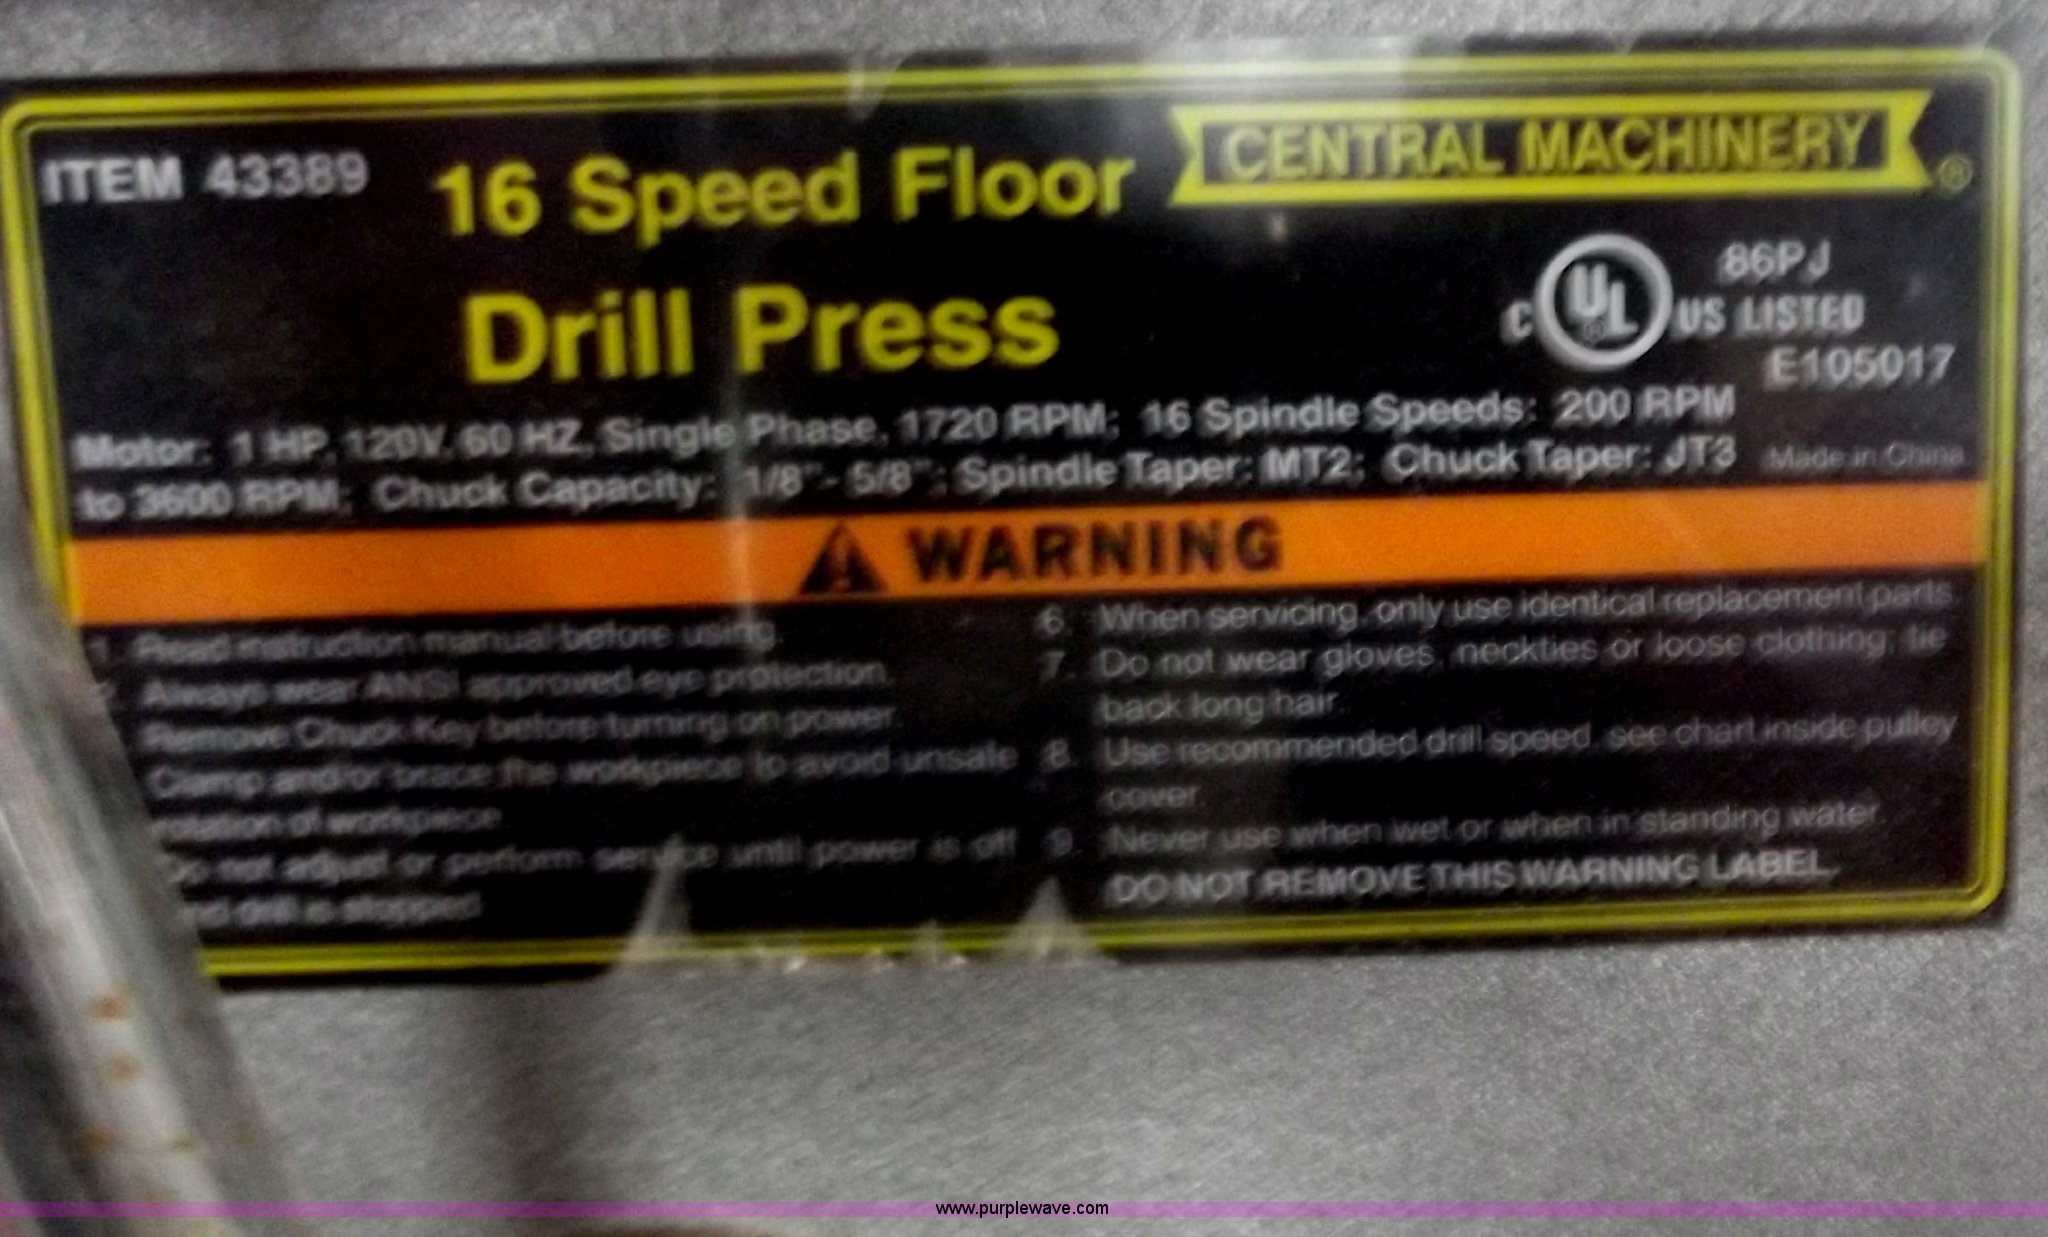 ITEM 43389
16 Speed Floor
Drill Press
CENTRAL MACHINERY ®
86PJ
C UL US LISTED
E105017
Motor: 1 HP, 120V, 60 HZ, Single Phase, 1720 RPM; 16 Spindle Speeds: 200 RPM
to 3600 RPM; Chuck Capacity: 1/8"- 5/8"; Spindle Taper: MT2; Chuck Taper: JT3
Made in China
WARNING
1. Read instruction manual before using.
Always wear ANSI approved eye protection.
Remove Chuck Key before turning on power.
Clamp and/or brace the workpiece to avoid unsafe
rotation of workpiece.
not adjust or perform service until power is off
drill is stopped.
6. When servicing, only use identical replacement parts.
7. Do not wear gloves, neckties or loose clothing; tie
back long hair.
8. Use recommended drill speed, see chart inside pulley
cover.
9. Never use when wet or when in standing water.
DO NOT REMOVE THIS WARNING LABEL.
www.purplewave.com